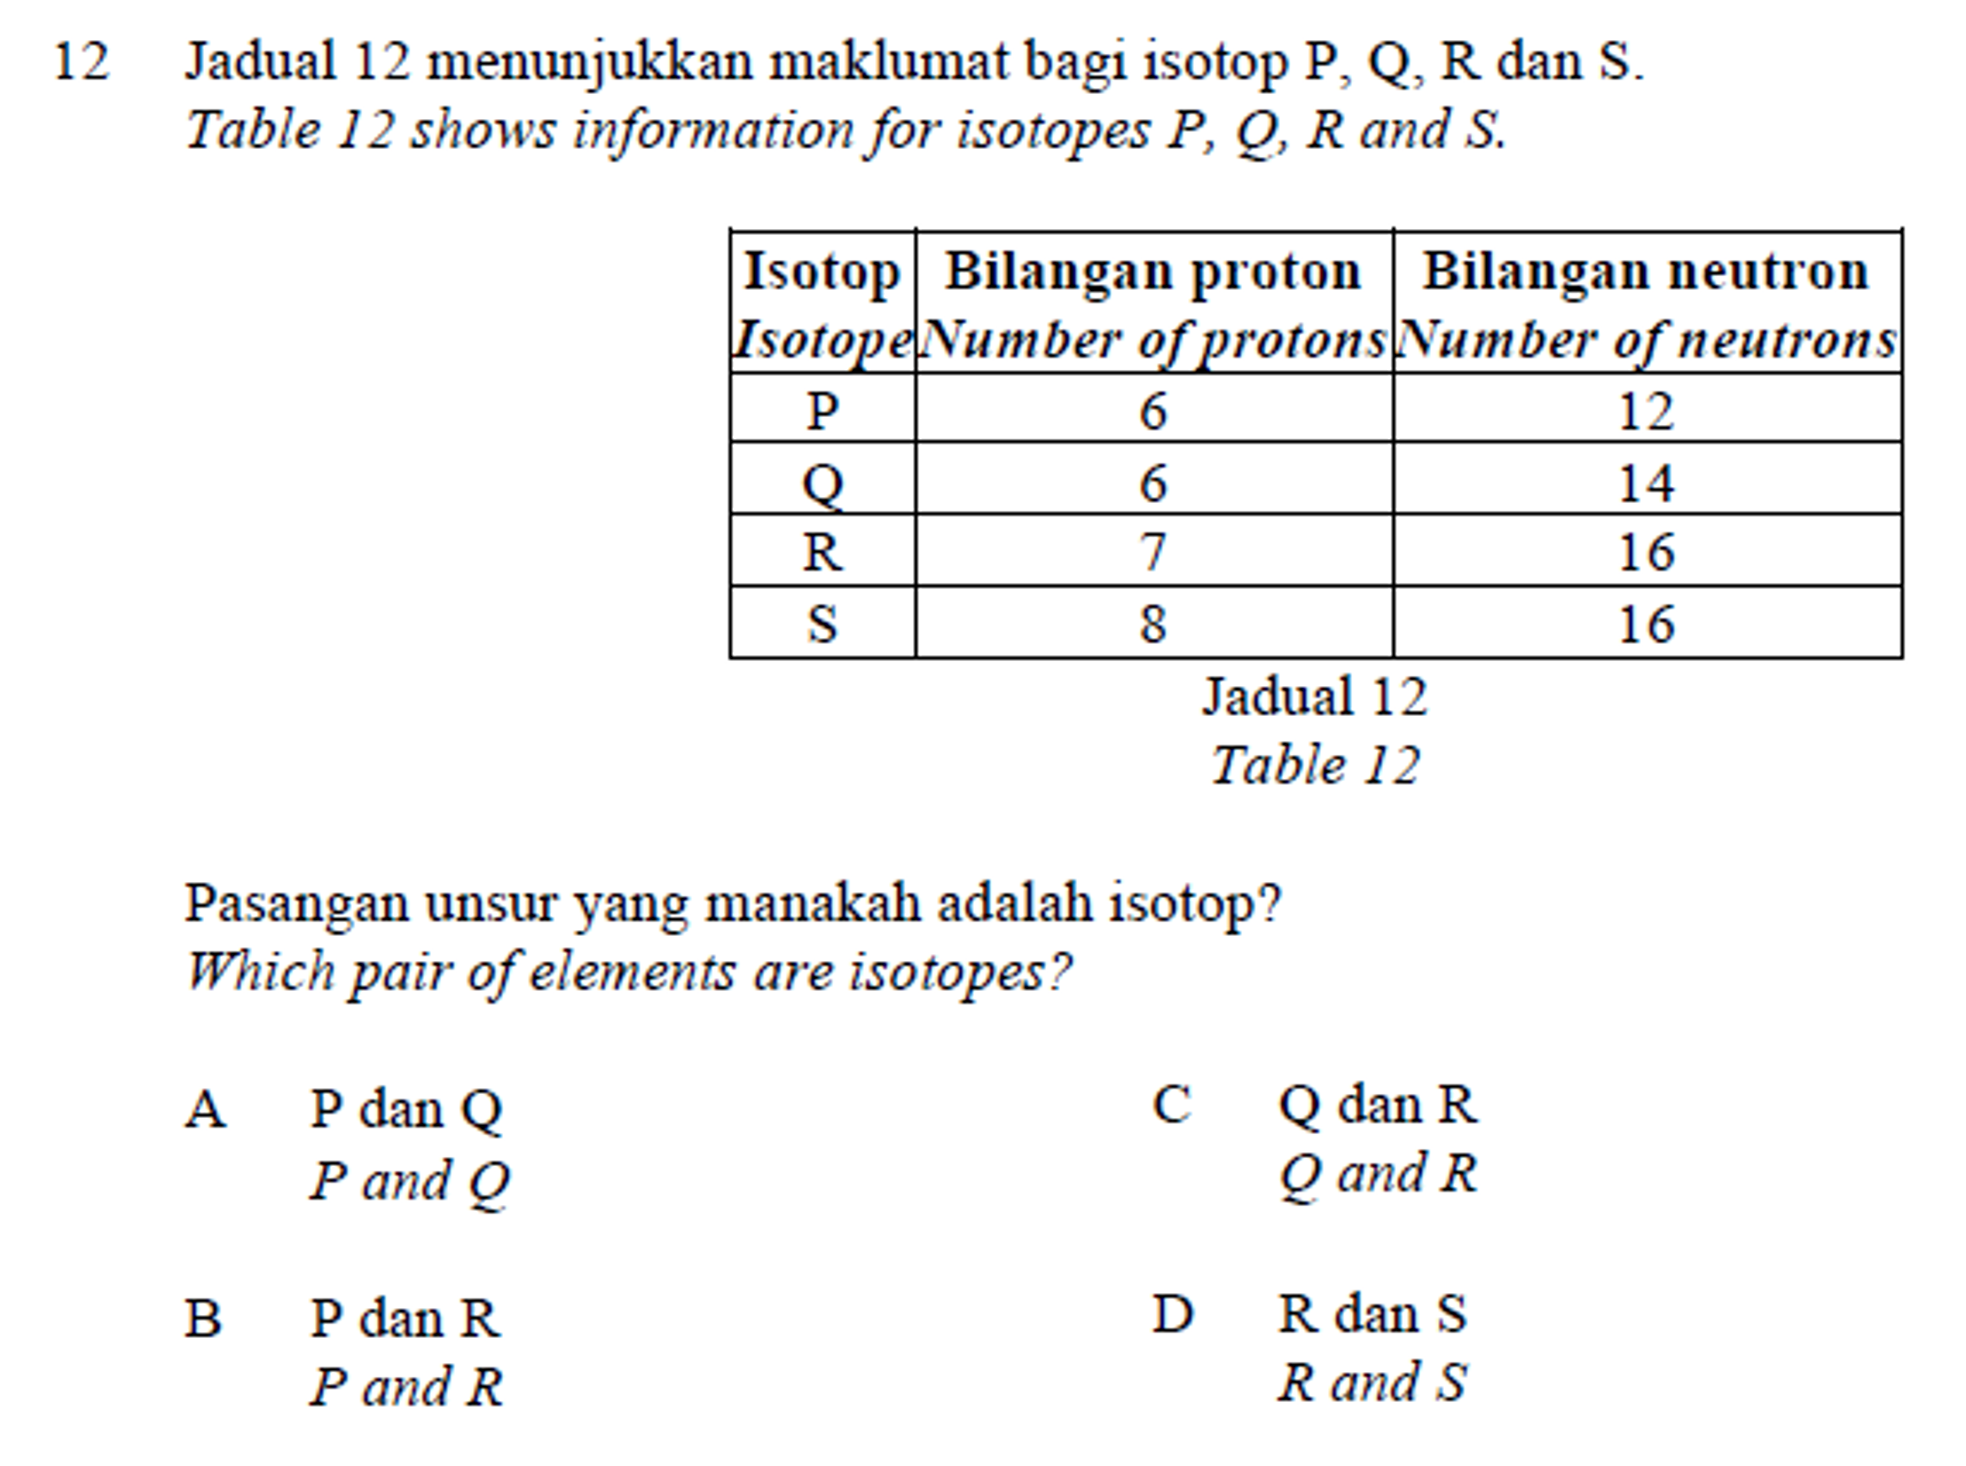 12 Jadual 12 menunjukkan maklumat bagi isotop P, Q, R dan S.
Table 12 shows information for isotopes P, Q, R and S.
Isotop Bilangan proton Bilangan neutron
Isotope Number of protons Number of neutrons
P 6 12
Q 6 14
R 7 16
S 8 16
Jadual 12
Table 12
Pasangan unsur yang manakah adalah isotop?
Which pair of elements are isotopes?
A P dan Q
P and Q
B P dan R
P and R
C Q dan R
Q and R
D R dan S
R and S